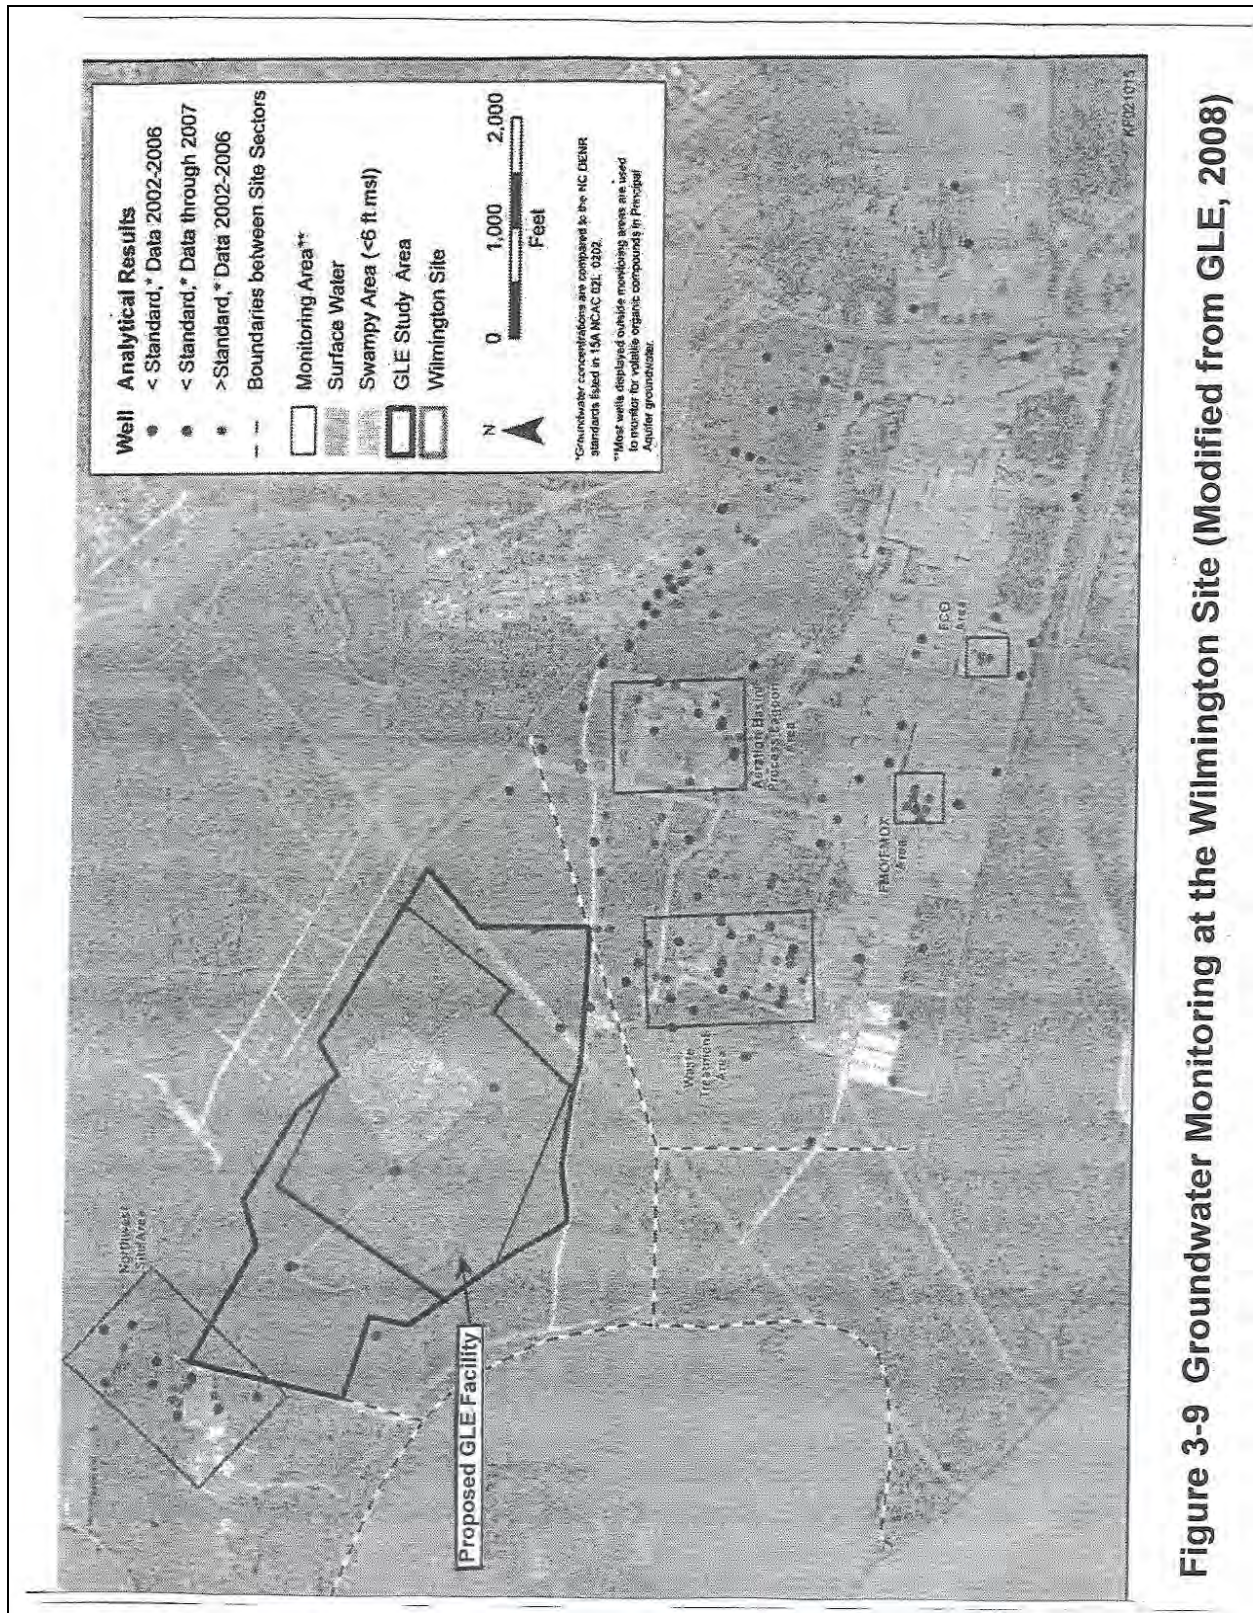 Well Analytical Results
< Standard,* Data 2002-2006
< Standard,* Data through 2007
>Standard,* Data 2002-2006
Boundaries between Site Sectors
Monitoring Area**
Surface Water
Swampy Area (<6 ft msl)
GLE Study Area
Wilmington Site
N
0 1,000 2,000
Feet
*Groundwater concentrations are compared to the NC DENR
standards listed in 15A NCAC 02L .0202.
**Most wells displayed outside monitoring areas are used
to monitor for volatile organic compounds in Principal
Aquifer groundwater.
Northwest
Site Area
Proposed GLE Facility
Waste
Treatment
Area
Aeration Basin/
Process Lagoon
Area
FMO/FMOX
Area
FCO
Area
KF021015
Figure 3-9 Groundwater Monitoring at the Wilmington Site (Modified from GLE, 2008)